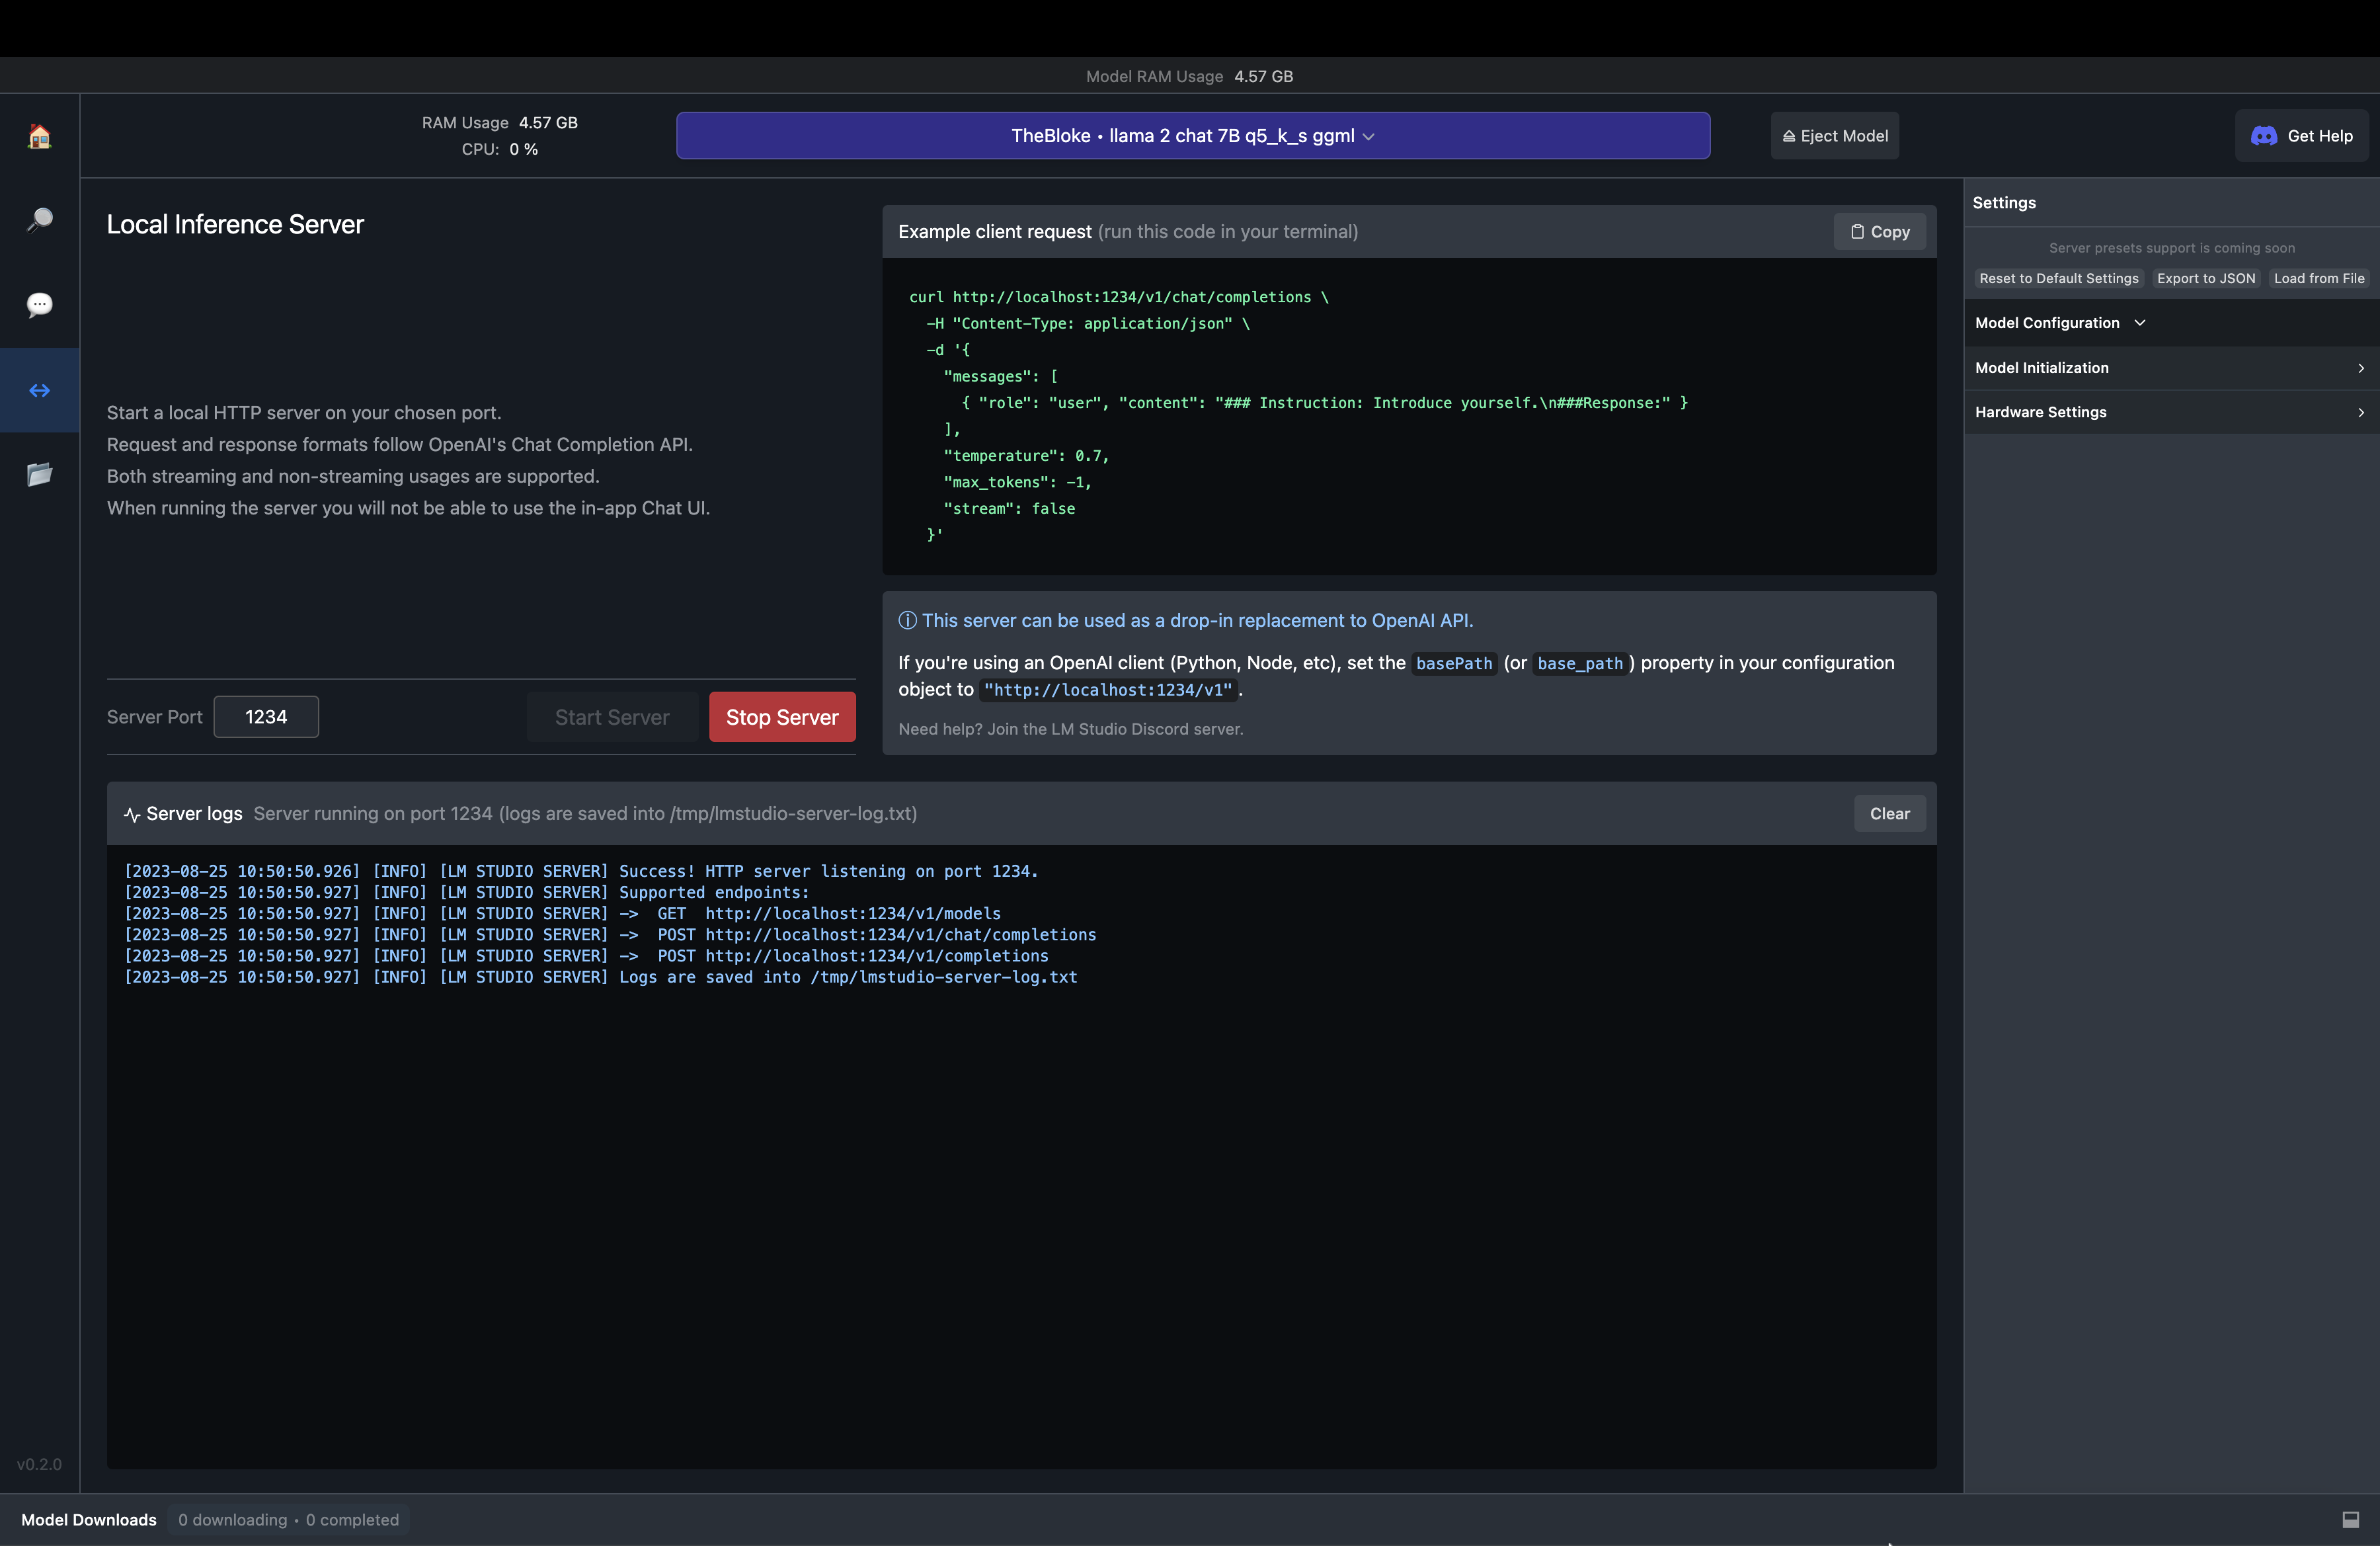 Model RAM Usage 4.57 GB
RAM Usage 4.57 GB
CPU: 0 %
TheBloke • llama 2 chat 7B q5_k_s ggml
Eject Model
Get Help
Local Inference Server
Start a local HTTP server on your chosen port.
Request and response formats follow OpenAI's Chat Completion API.
Both streaming and non-streaming usages are supported.
When running the server you will not be able to use the in-app Chat UI.
Server Port 1234 Start Server Stop Server
Example client request (run this code in your terminal) Copy
curl http://localhost:1234/v1/chat/completions \
-H "Content-Type: application/json" \
-d '{
"messages": [
{ "role": "user", "content": "### Instruction: Introduce yourself.\n###Response:" }
],
"temperature": 0.7,
"max_tokens": -1,
"stream": false
}'
This server can be used as a drop-in replacement to OpenAI API.
If you're using an OpenAI client (Python, Node, etc), set the basePath (or base_path) property in your configuration
object to "http://localhost:1234/v1".
Need help? Join the LM Studio Discord server.
Settings
Server presets support is coming soon
Reset to Default Settings Export to JSON Load from File
Model Configuration
Model Initialization
Hardware Settings
Server logs Server running on port 1234 (logs are saved into /tmp/lmstudio-server-log.txt) Clear
[2023-08-25 10:50:50.926] [INFO] [LM STUDIO SERVER] Success! HTTP server listening on port 1234.
[2023-08-25 10:50:50.927] [INFO] [LM STUDIO SERVER] Supported endpoints:
[2023-08-25 10:50:50.927] [INFO] [LM STUDIO SERVER] -> GET http://localhost:1234/v1/models
[2023-08-25 10:50:50.927] [INFO] [LM STUDIO SERVER] -> POST http://localhost:1234/v1/chat/completions
[2023-08-25 10:50:50.927] [INFO] [LM STUDIO SERVER] -> POST http://localhost:1234/v1/completions
[2023-08-25 10:50:50.927] [INFO] [LM STUDIO SERVER] Logs are saved into /tmp/lmstudio-server-log.txt
v0.2.0
Model Downloads 0 downloading • 0 completed